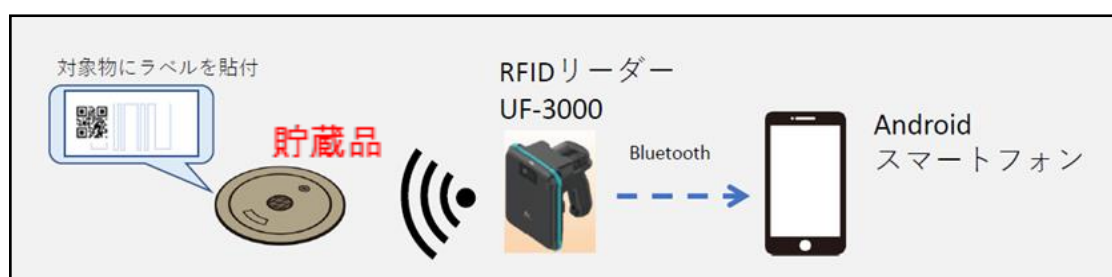 対象物にラベルを貼付
貯蔵品
RFIDリーダー
UF-3000
Bluetooth
Android
スマートフォン